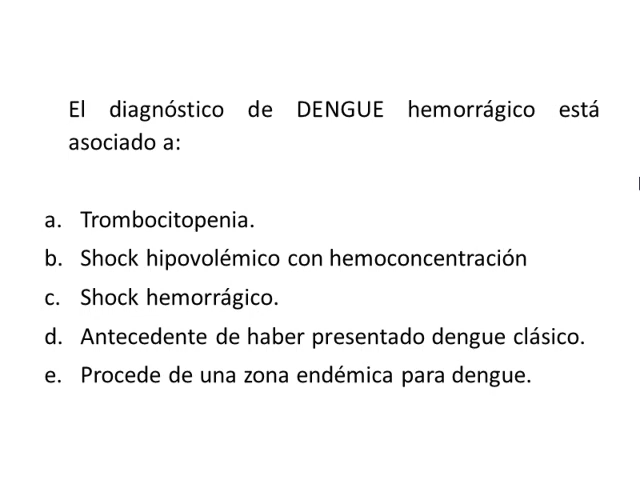 El diagnóstico de DENGUE hemorrágico está
asociado a:
a. Trombocitopenia.
b. Shock hipovolémico con hemoconcentración
c. Shock hemorrágico.
d. Antecedente de haber presentado dengue clásico.
e. Procede de una zona endémica para dengue.